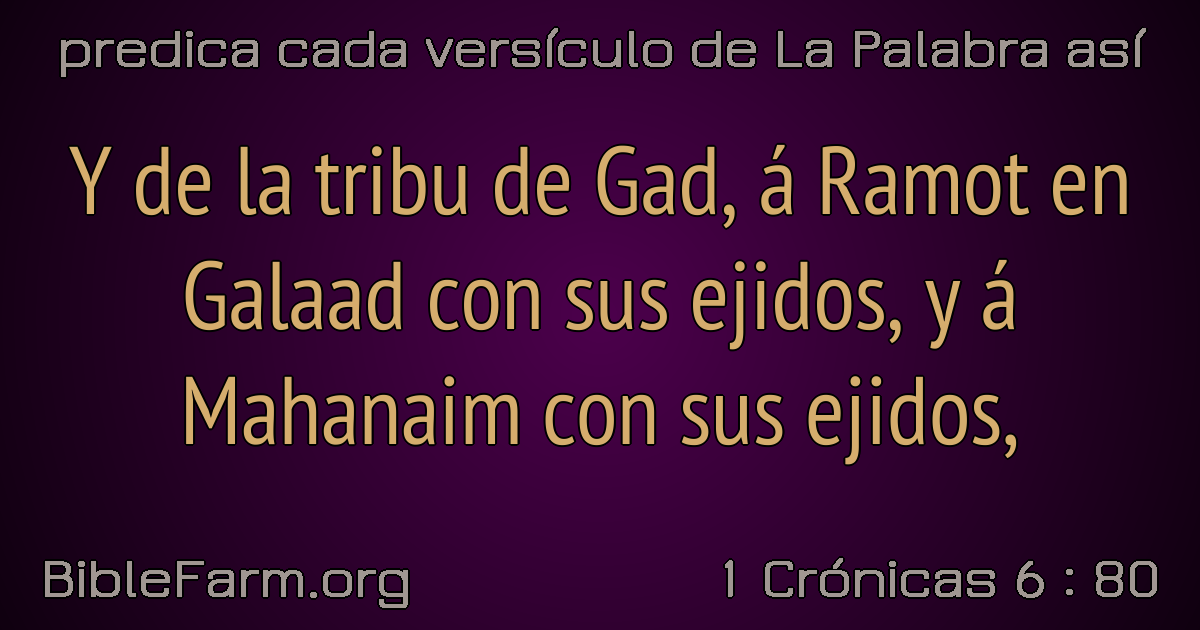 predica cada versículo de La Palabra así
Y de la tribu de Gad, á Ramot en
Galaad con sus ejidos, y á
Mahanaim con sus ejidos,
BibleFarm.org
1 Crónicas 6 : 80